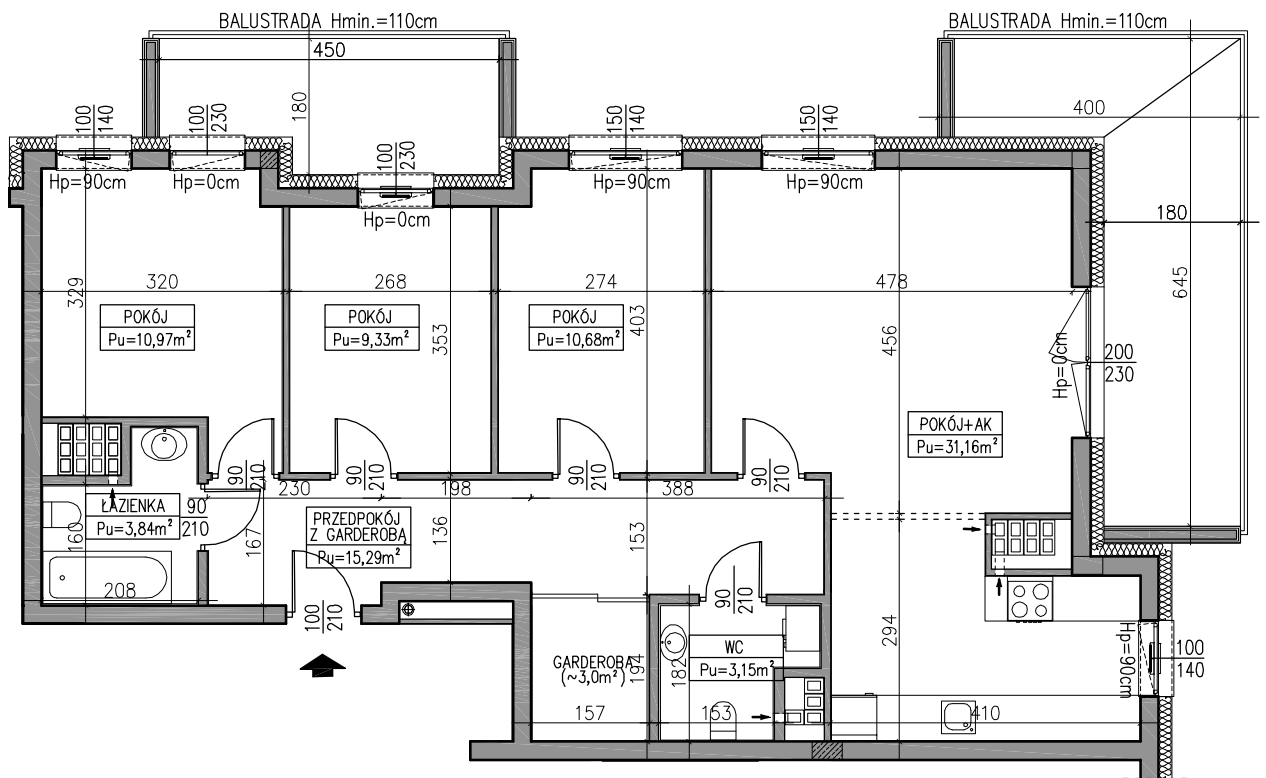 BALUSTRADA Hmin.=110cm
BALUSTRADA Hmin.=110cm
450
180
400
100
140
100
230
100
230
150
140
150
140
Hp=90cm
Hp=0cm
Hp=0cm
Hp=90cm
Hp=90cm
180
645
329
320
268
274
478
353
403
456
POKÓJ
Pu=10,97m²
POKÓJ
Pu=9,33m²
POKÓJ
Pu=10,68m²
Hp=0cm
200
230
POKÓJ+AK
Pu=31,16m²
90
210
90
210
90
210
90
210
230
198
388
ŁAZIENKA
Pu=3,84m²
90
210
160
167
136
153
PRZEDPOKÓJ
Z GARDEROBĄ
Pu=15,29m²
208
100
210
90
210
294
GARDEROBA
(~3,0m²)
194
182
WC
Pu=3,15m²
Hp=90cm
100
140
157
153
410